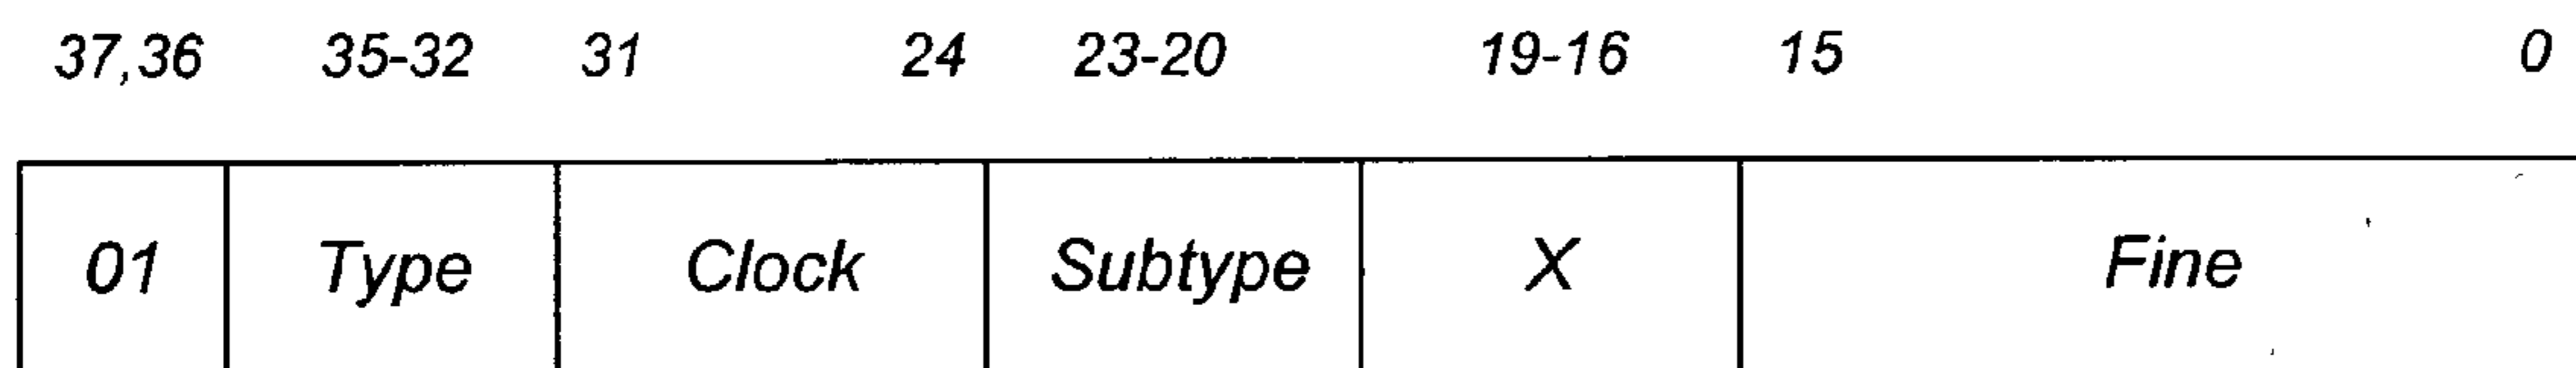 37,36 35-32 31 24 23-20 19-16 15 0
01 Type Clock Subtype X Fine